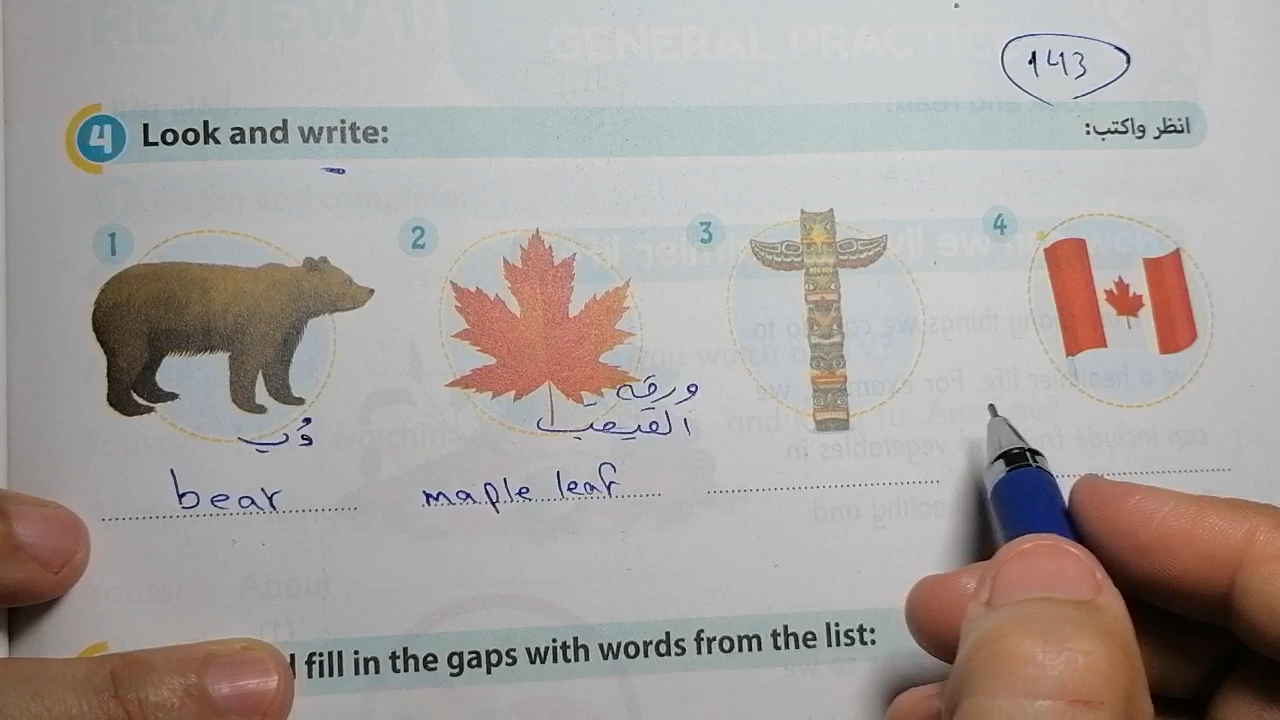 143
4 Look and write:
انظر واكتب:
1
2
3
4
دُب
ورقه
القيقب
bear
maple leaf
fill in the gaps with words from the list: